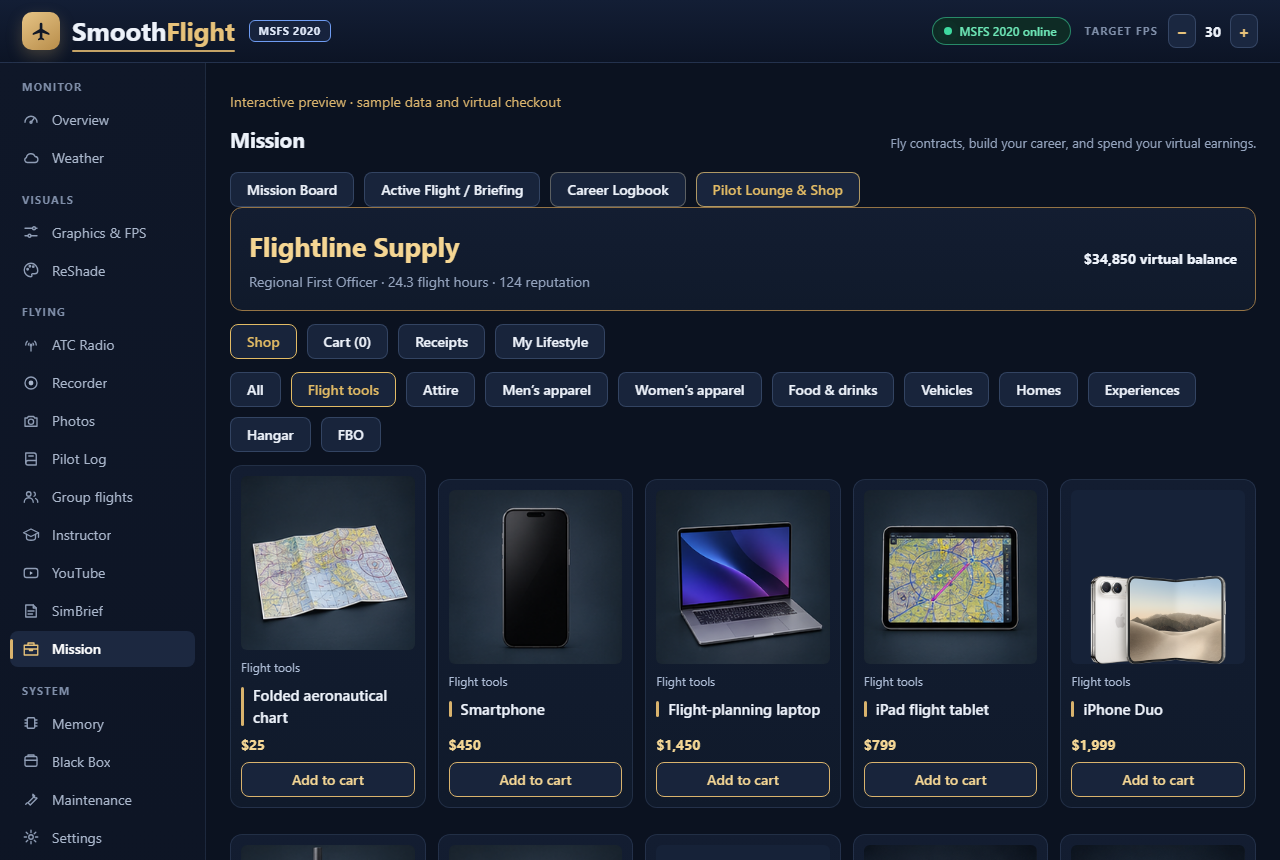 SmoothFlight MSFS 2020 MSFS 2020 online TARGET FPS − 30 +
MONITOR
Overview
Weather
VISUALS
Graphics & FPS
ReShade
FLYING
ATC Radio
Recorder
Photos
Pilot Log
Group flights
Instructor
YouTube
SimBrief
Mission
SYSTEM
Memory
Black Box
Maintenance
Settings
Interactive preview · sample data and virtual checkout
Mission
Fly contracts, build your career, and spend your virtual earnings.
Mission Board Active Flight / Briefing Career Logbook Pilot Lounge & Shop
Flightline Supply
Regional First Officer · 24.3 flight hours · 124 reputation
$34,850 virtual balance
Shop Cart (0) Receipts My Lifestyle
All Flight tools Attire Men's apparel Women's apparel Food & drinks Vehicles Homes Experiences
Hangar FBO
Flight tools
Folded aeronautical
chart
$25
Add to cart
Flight tools
Smartphone
$450
Add to cart
Flight tools
Flight-planning laptop
$1,450
Add to cart
Flight tools
iPad flight tablet
$799
Add to cart
Flight tools
iPhone Duo
$1,999
Add to cart